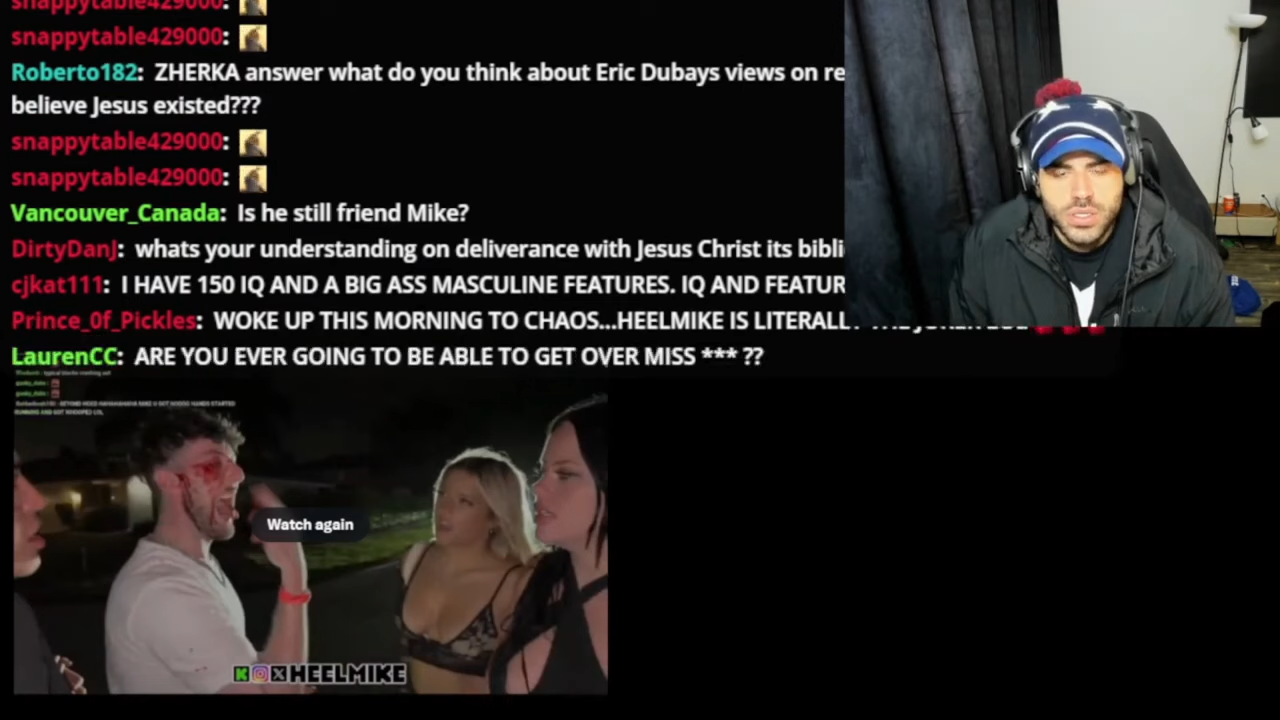 snappytable429000:
snappytable429000:
Roberto182: ZHERKA answer what do you think about Eric Dubays views on re
believe Jesus existed???
snappytable429000:
snappytable429000:
Vancouver_Canada: Is he still friend Mike?
DirtyDanJ: whats your understanding on deliverance with Jesus Christ its bibli
cjkat111: I HAVE 150 IQ AND A BIG ASS MASCULINE FEATURES. IQ AND FEATUR
Prince_0f_Pickles: WOKE UP THIS MORNING TO CHAOS...HEELMIKE IS LITERALLY
LaurenCC: ARE YOU EVER GOING TO BE ABLE TO GET OVER MISS *** ??
Watch again
K X HEELMIKE